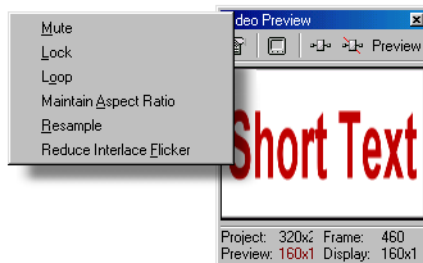 Mute
Lock
Loop
Maintain Aspect Ratio
Resample
Reduce Interlace Flicker
deo Preview
Preview
Short Text
Project: 320x2 Frame: 460
Preview: 160x1 Display: 160x1